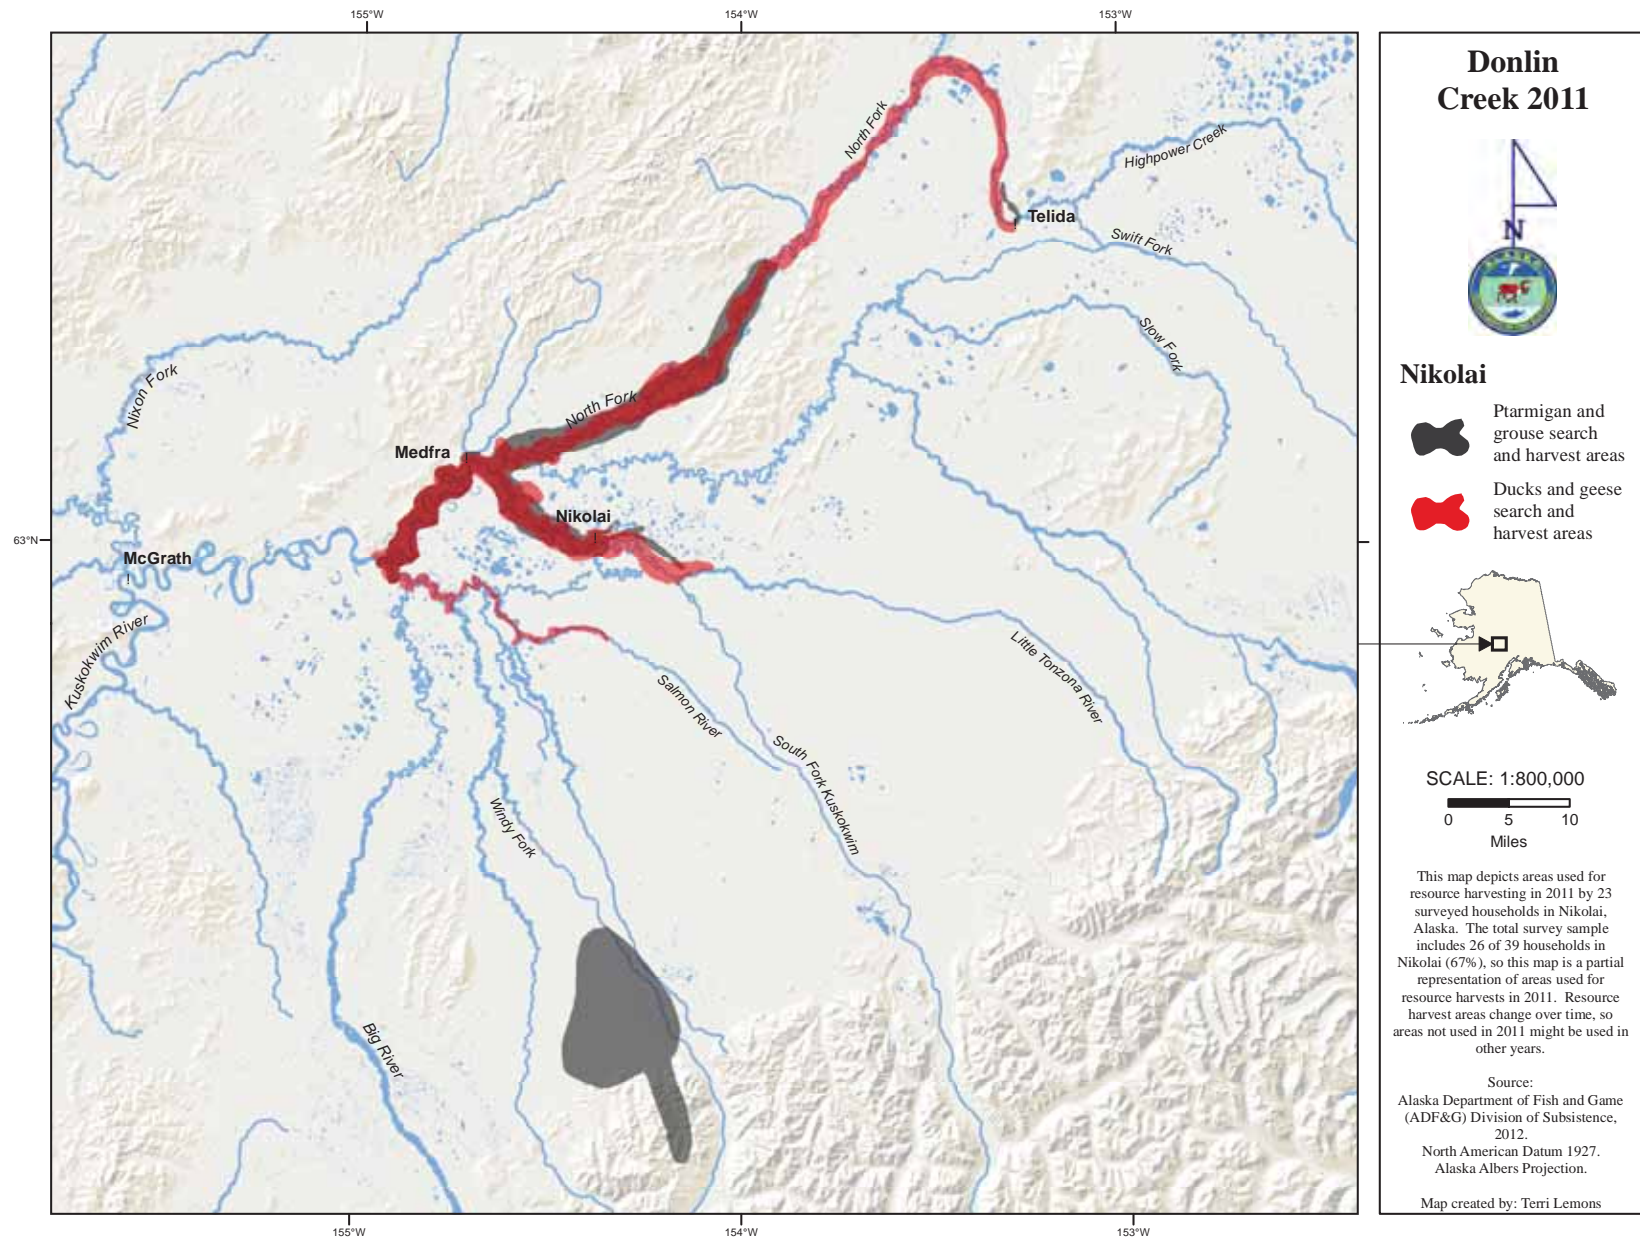 155°W
154°W
153°W
North Fork
Highpower Creek
Telida
Swift Fork
Slow Fork
Nixon Fork
North Fork
Medfra
Nikolai
63°N
McGrath
Kuskokwim River
Little Tonzona River
Salmon River
South Fork Kuskokwim
Windy Fork
Big River
155°W
154°W
153°W
Donlin
Creek 2011
N
Nikolai
Ptarmigan and
grouse search
and harvest areas
Ducks and geese
search and
harvest areas
SCALE: 1:800,000
0 5 10
Miles
This map depicts areas used for
resource harvesting in 2011 by 23
surveyed households in Nikolai,
Alaska. The total survey sample
includes 26 of 39 households in
Nikolai (67%), so this map is a partial
representation of areas used for
resource harvests in 2011. Resource
harvest areas change over time, so
areas not used in 2011 might be used in
other years.
Source:
Alaska Department of Fish and Game
(ADF&G) Division of Subsistence,
2012.
North American Datum 1927.
Alaska Albers Projection.
Map created by: Terri Lemons